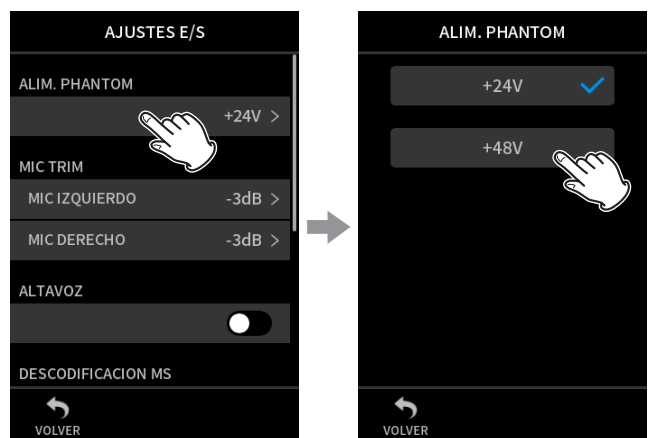 AJUSTES E/S
ALIM. PHANTOM
+24V >
MIC TRIM
MIC IZQUIERDO -3dB >
MIC DERECHO -3dB >
ALTAVOZ
DESCODIFICACION MS
VOLVER
ALIM. PHANTOM
+24V
+48V
VOLVER